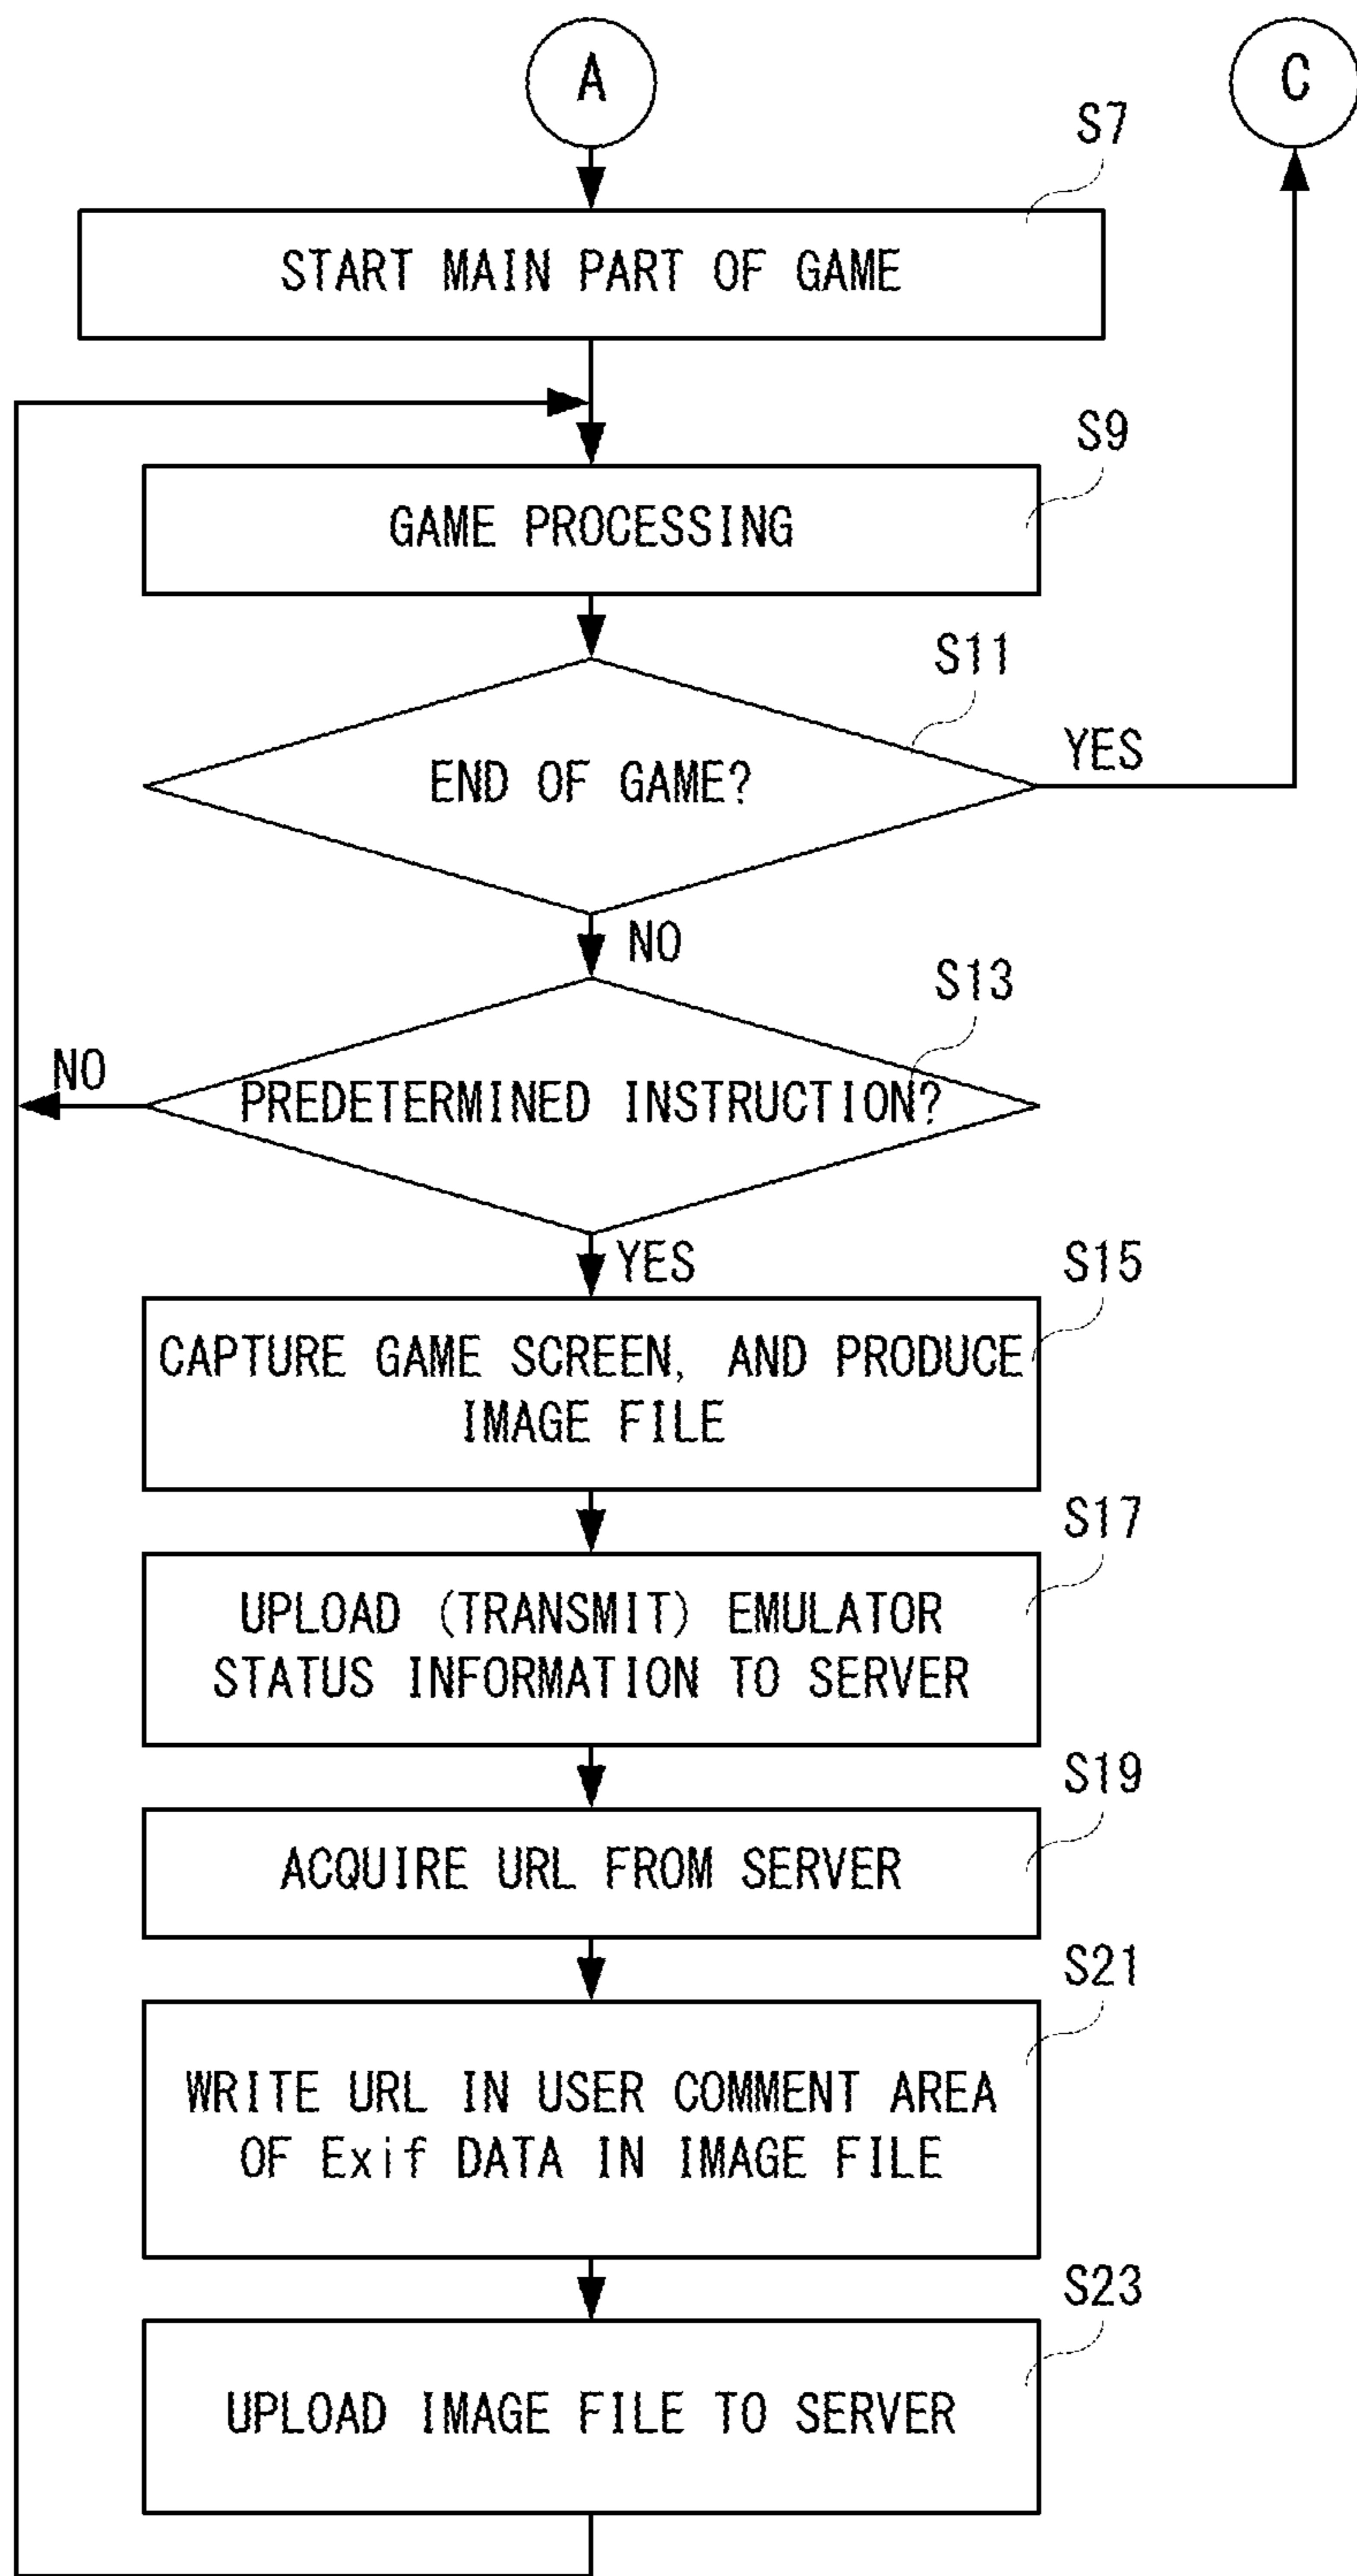 A
C
S7
START MAIN PART OF GAME
S9
GAME PROCESSING
S11
END OF GAME?
YES
NO
S13
PREDETERMINED INSTRUCTION?
NO
YES
S15
CAPTURE GAME SCREEN, AND PRODUCE
IMAGE FILE
S17
UPLOAD (TRANSMIT) EMULATOR
STATUS INFORMATION TO SERVER
S19
ACQUIRE URL FROM SERVER
S21
WRITE URL IN USER COMMENT AREA
OF Exif DATA IN IMAGE FILE
S23
UPLOAD IMAGE FILE TO SERVER